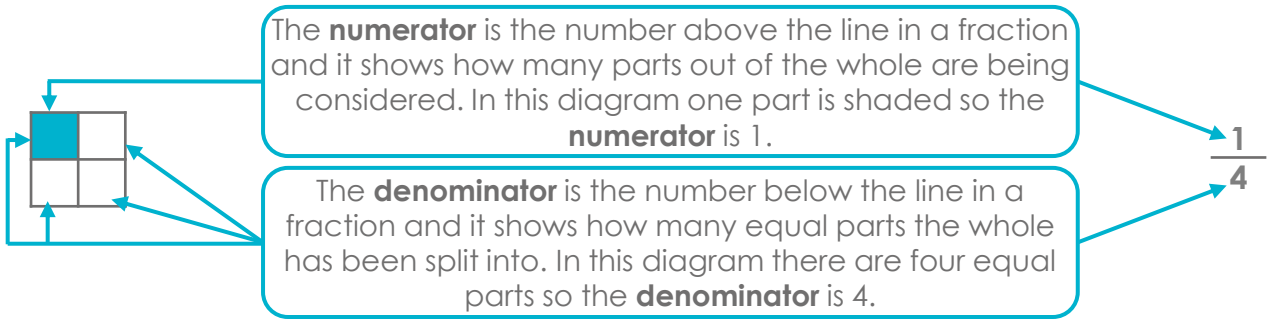 The numerator is the number above the line in a fraction
and it shows how many parts out of the whole are being
considered. In this diagram one part is shaded so the
numerator is 1.
1
4
The denominator is the number below the line in a
fraction and it shows how many equal parts the whole
has been split into. In this diagram there are four equal
parts so the denominator is 4.